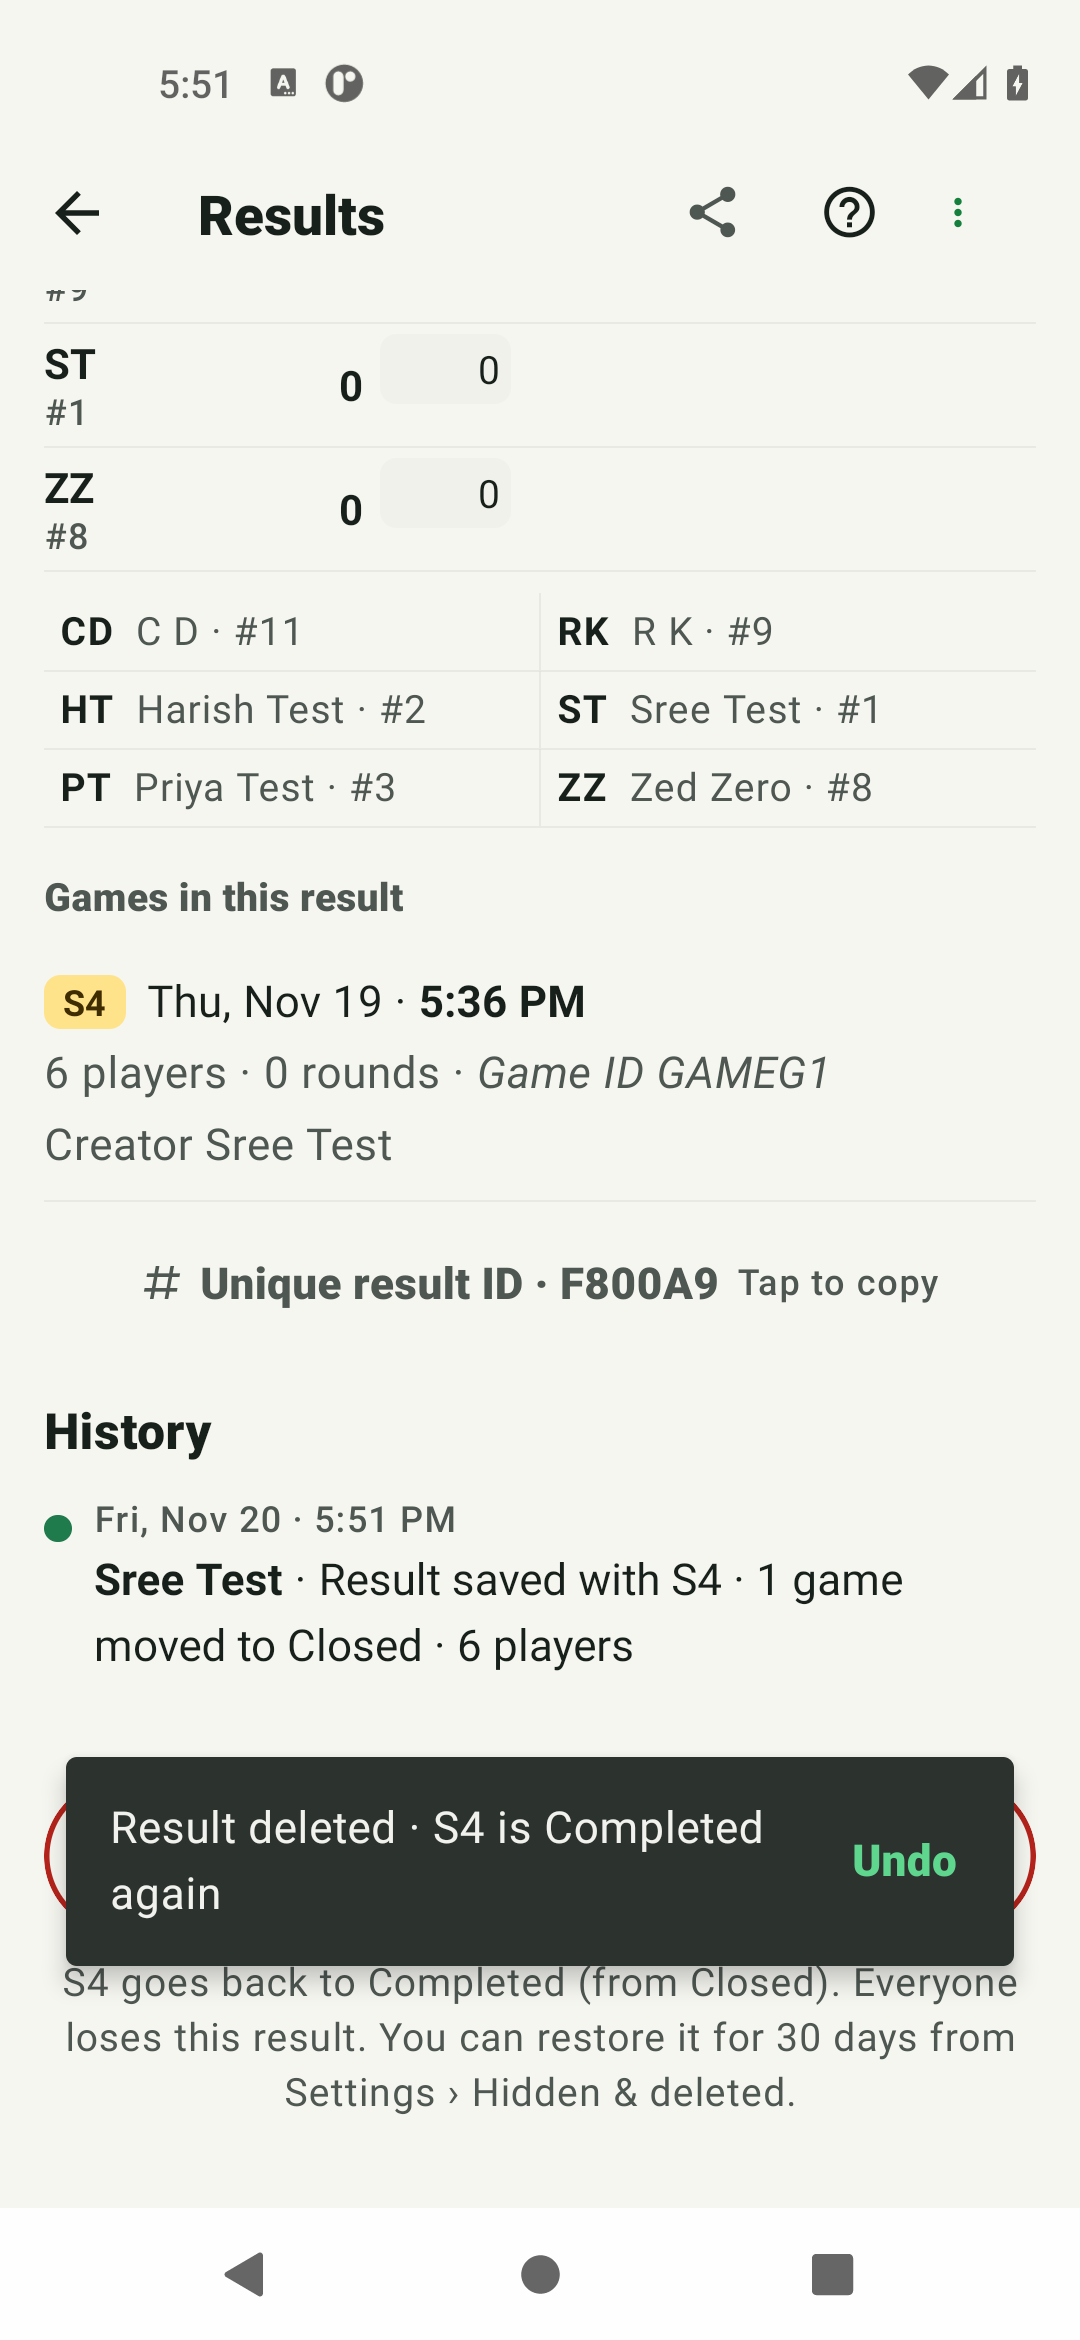 5:51
Results
#9
ST 0 0
#1
ZZ 0 0
#8
CD C D · #11 RK R K · #9
HT Harish Test · #2 ST Sree Test · #1
PT Priya Test · #3 ZZ Zed Zero · #8
Games in this result
S4 Thu, Nov 19 · 5:36 PM
6 players · 0 rounds · Game ID GAMEG1
Creator Sree Test
# Unique result ID · F800A9 Tap to copy
History
Fri, Nov 20 · 5:51 PM
Sree Test · Result saved with S4 · 1 game
moved to Closed · 6 players
Result deleted · S4 is Completed
again
Undo
S4 goes back to Completed (from Closed). Everyone
loses this result. You can restore it for 30 days from
Settings › Hidden & deleted.